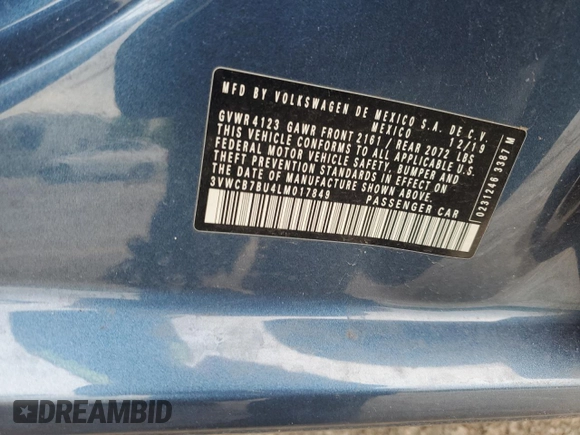 MFD BY VOLKSWAGEN DE MEXICO S.A. DE C.V.
MEXICO 12/19
GVWR 4123 GAWR FRONT 2161 / REAR 2072 LBS
THIS VEHICLE CONFORMS TO ALL APPLICABLE
FEDERAL MOTOR VEHICLE SAFETY, BUMPER AND
THEFT PREVENTION STANDARDS IN EFFECT ON
THE DATE OF MANUFACTURE SHOWN ABOVE.
3VWCB7BU4LM017849 PASSENGER CAR
0231246 3387 M
DREAMBID